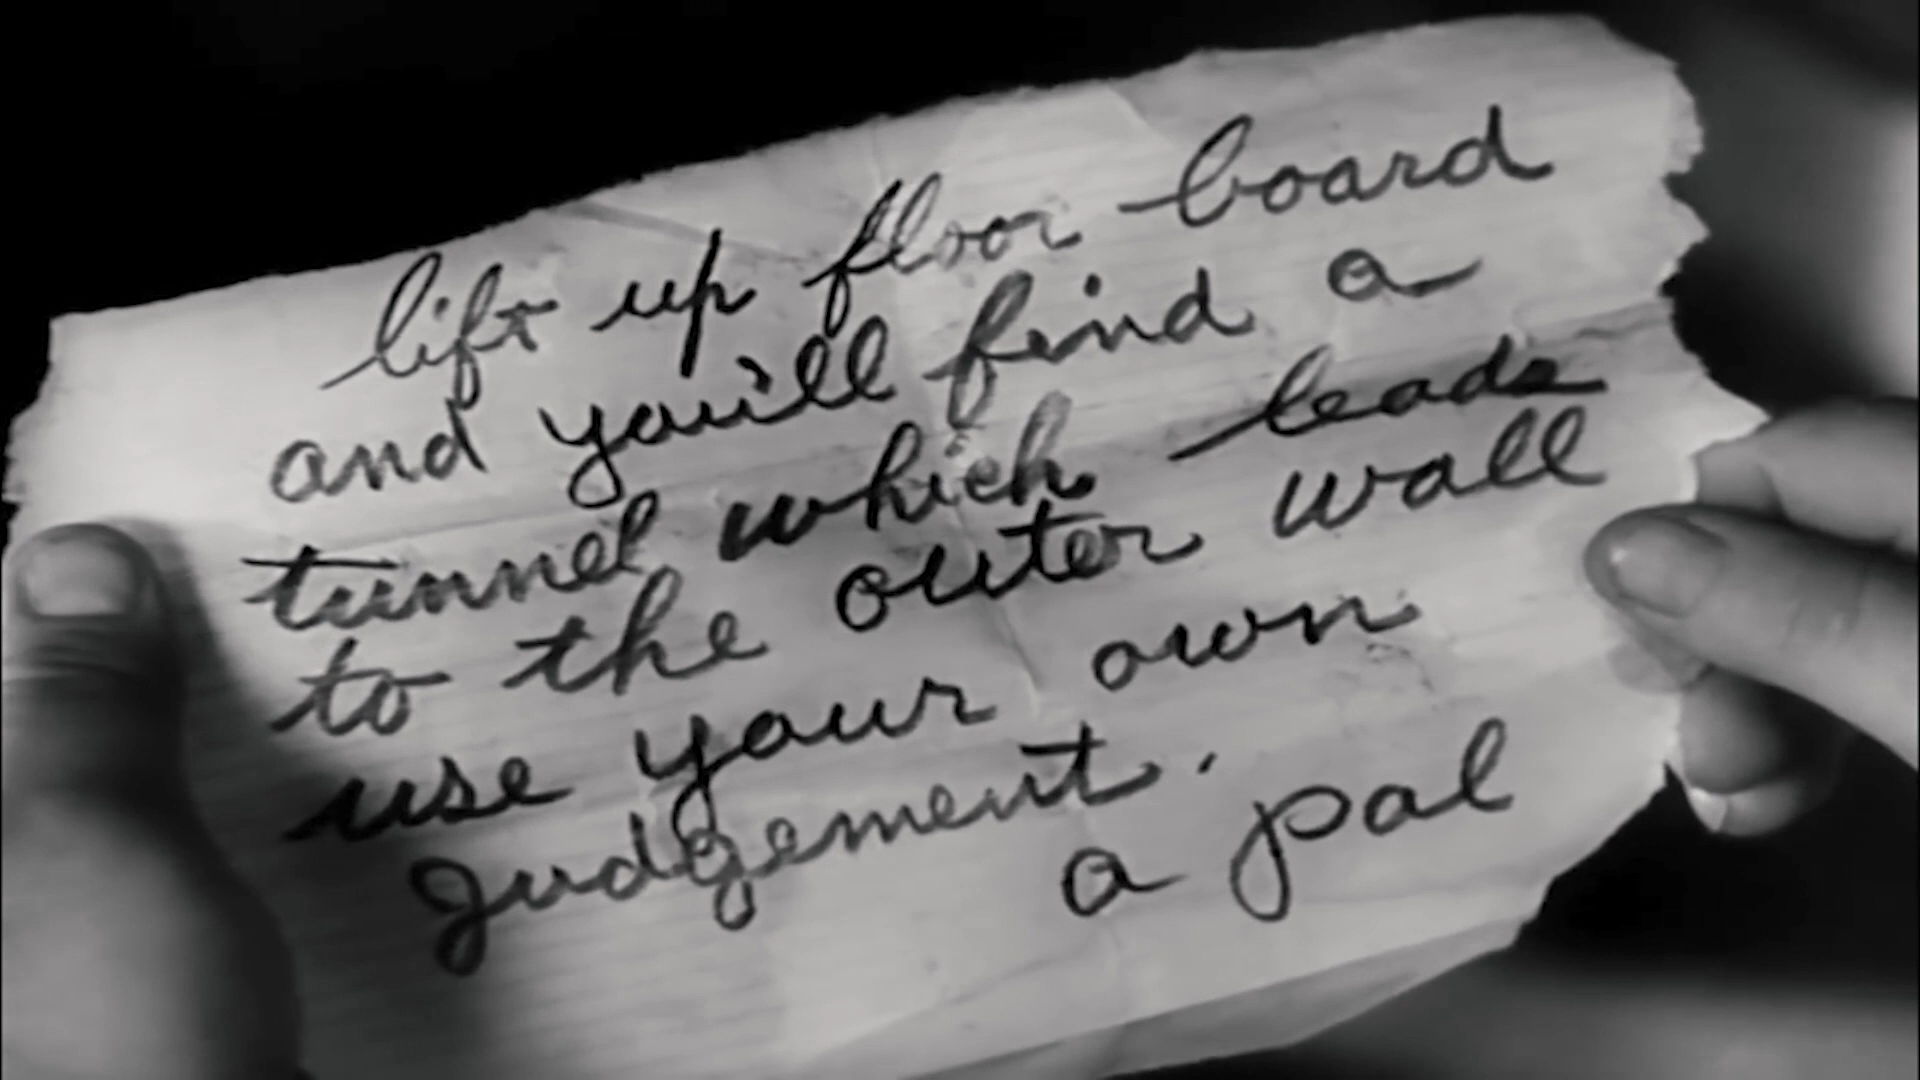 lift up floor board
and you'll find a
tunnel which leads
to the outer wall
use your own
judgement.
a pal